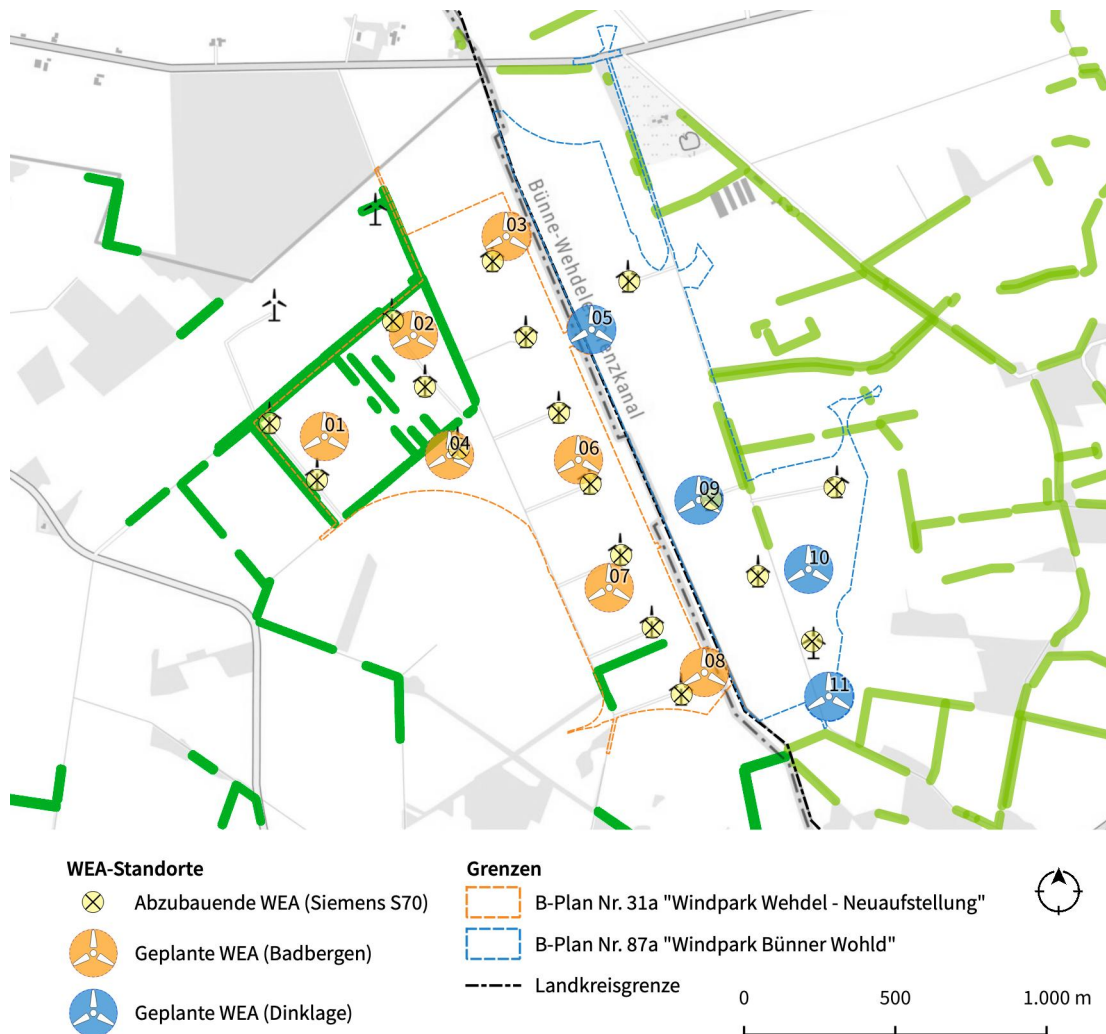 03
Bünne-Wehdeler Grenzkanal
05
02
01
04
06
09
10
07
08
11
WEA-Standorte
Abzubauende WEA (Siemens S70)
Geplante WEA (Badbergen)
Geplante WEA (Dinklage)
Grenzen
B-Plan Nr. 31a "Windpark Wehdel - Neuaufstellung"
B-Plan Nr. 87a "Windpark Bünner Wohld"
Landkreisgrenze
0 500 1.000 m